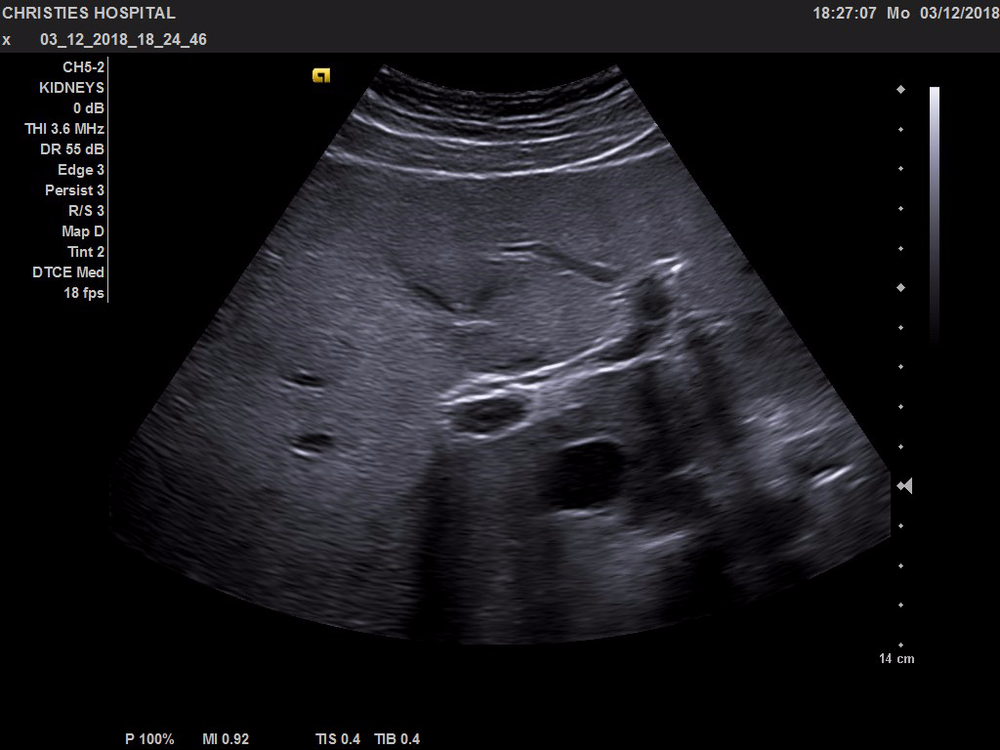 CHRISTIES HOSPITAL
18:27:07 Mo 03/12/2018
x 03_12_2018_18_24_46
CH5-2
KIDNEYS
0 dB
THI 3.6 MHz
DR 55 dB
Edge 3
Persist 3
R/S 3
Map D
Tint 2
DTCE Med
18 fps
14 cm
P 100% MI 0.92 TIS 0.4 TIB 0.4